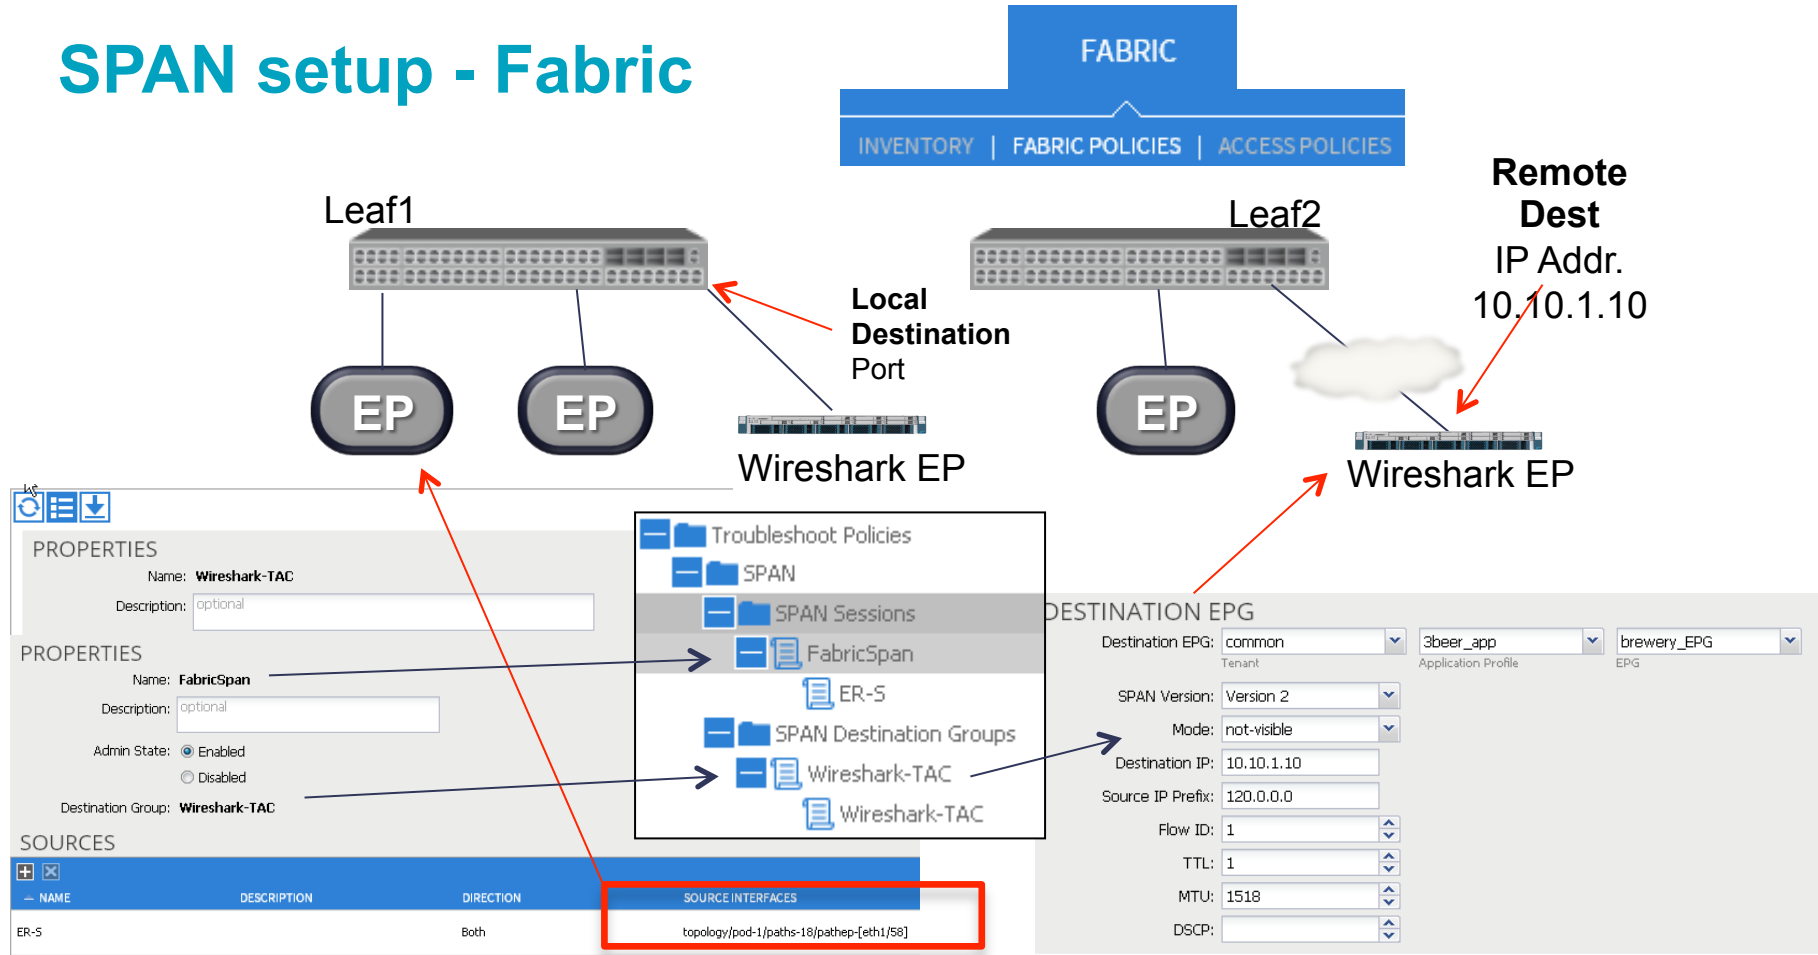 SPAN setup - Fabric
FABRIC
INVENTORY | FABRIC POLICIES | ACCESS POLICIES
Remote
Dest
IP Addr.
10.10.1.10
Leaf1
Leaf2
Local
Destination
Port
EP
EP
EP
Wireshark EP
Wireshark EP
PROPERTIES
Name: Wireshark-TAC
Description: optional
PROPERTIES
Name: FabricSpan
Description: optional
Admin State: Enabled
Disabled
Destination Group: Wireshark-TAC
SOURCES
NAME DESCRIPTION DIRECTION SOURCE INTERFACES
ER-S Both topology/pod-1/paths-18/pathep-[eth1/58]
Troubleshoot Policies
SPAN
SPAN Sessions
FabricSpan
ER-S
SPAN Destination Groups
Wireshark-TAC
Wireshark-TAC
DESTINATION EPG
Destination EPG: common 3beer_app brewery_EPG
Tenant Application Profile EPG
SPAN Version: Version 2
Mode: not-visible
Destination IP: 10.10.1.10
Source IP Prefix: 120.0.0.0
Flow ID: 1
TTL: 1
MTU: 1518
DSCP: